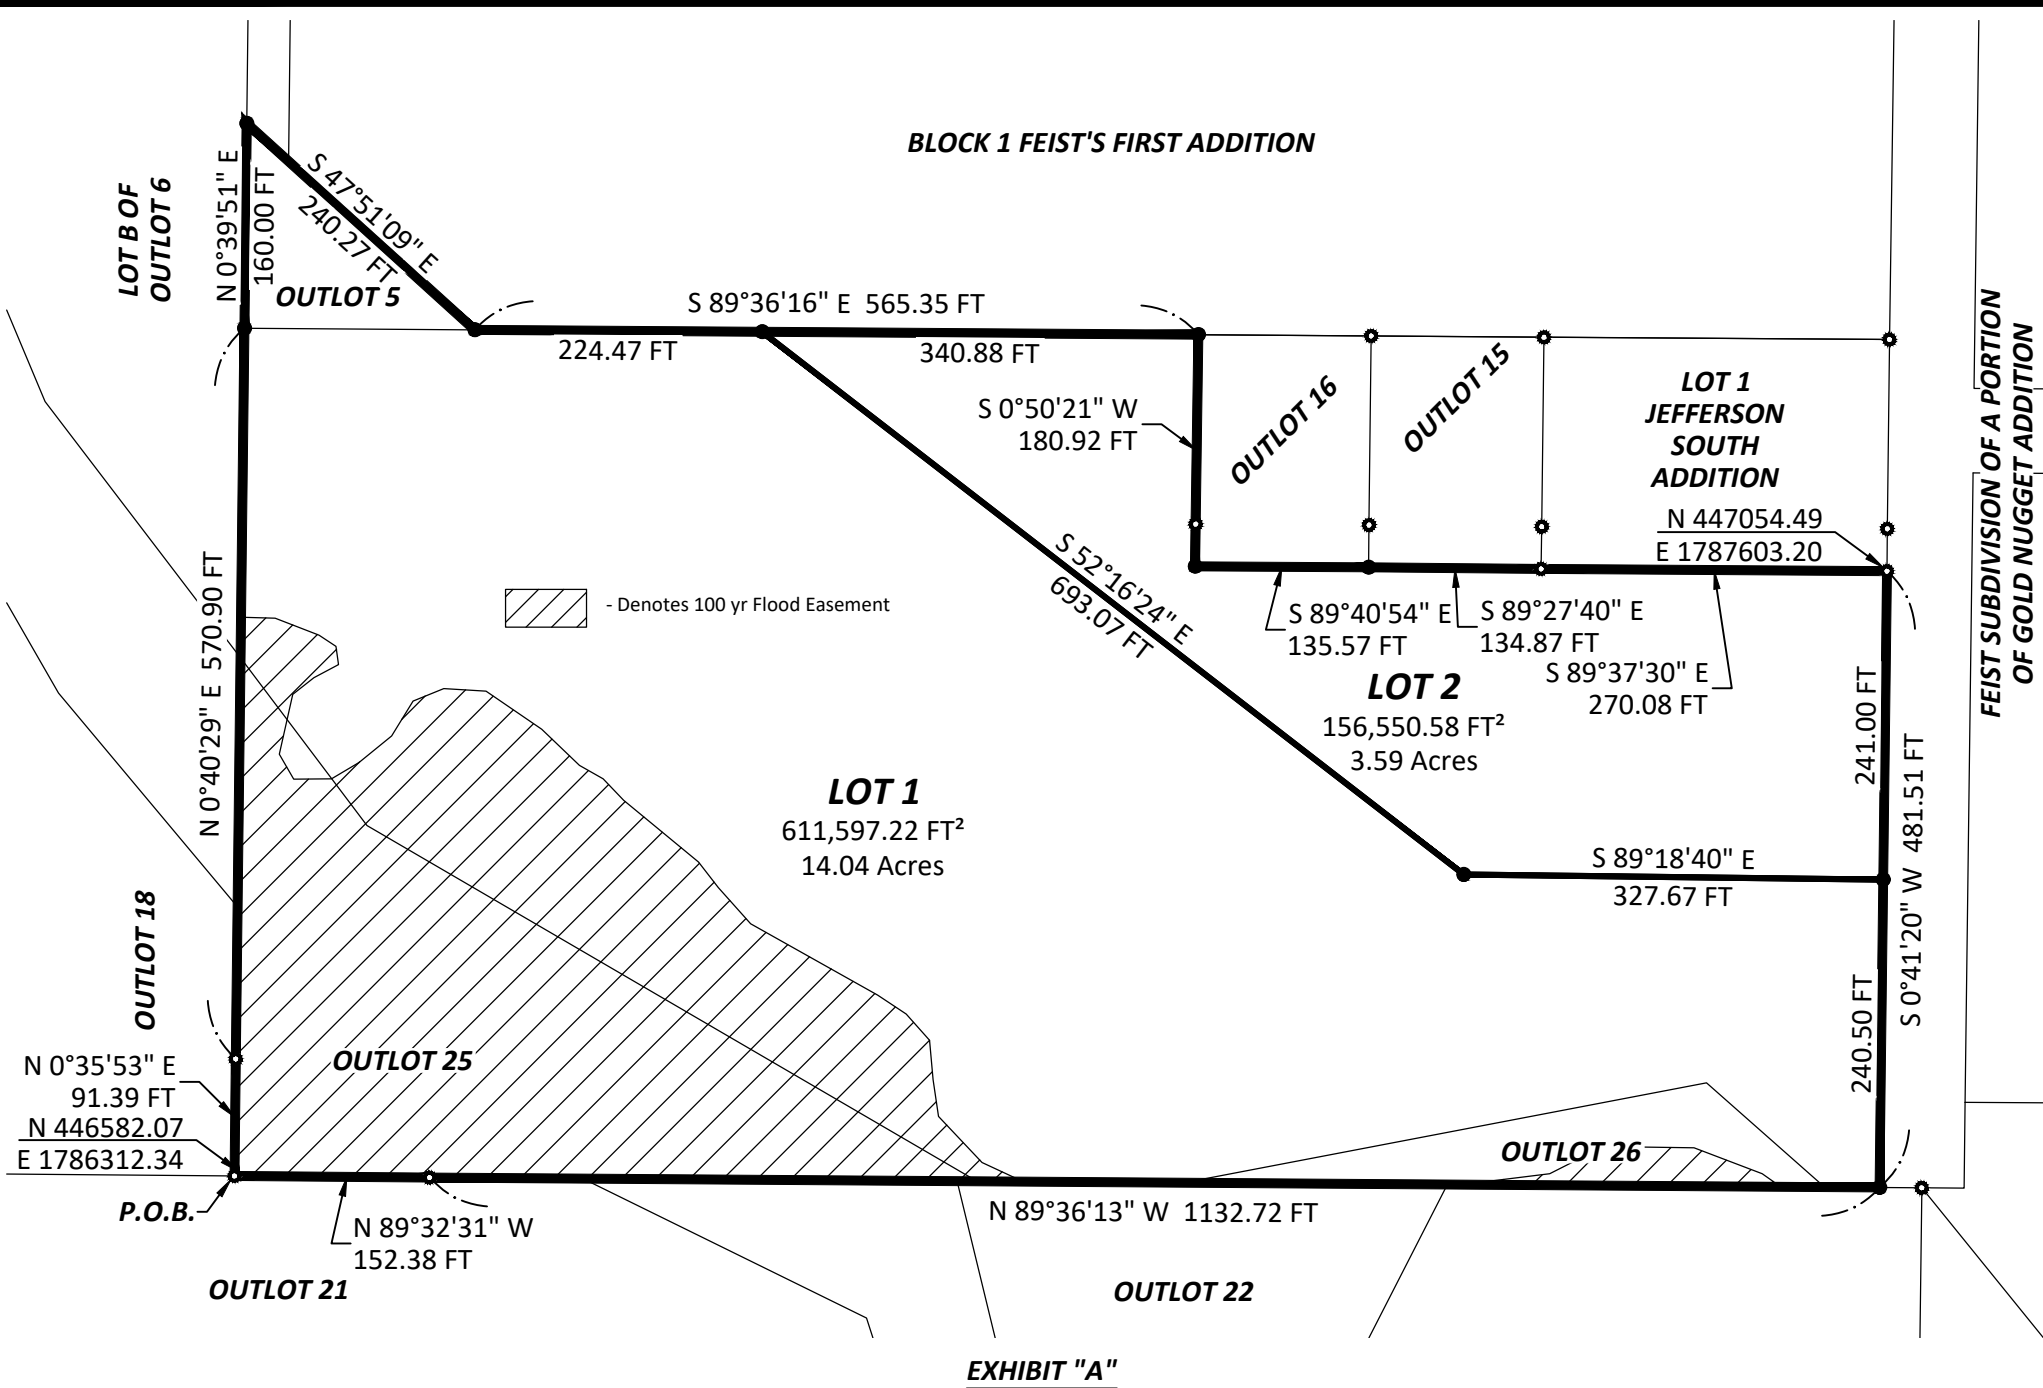 BLOCK 1 FEIST'S FIRST ADDITION
LOT B OF
OUTLOT 6
N 0°39'51" E
160.00 FT
S 47°51'09" E
240.27 FT
OUTLOT 5
S 89°36'16" E 565.35 FT
224.47 FT
340.88 FT
S 0°50'21" W
180.92 FT
OUTLOT 16
OUTLOT 15
LOT 1
JEFFERSON
SOUTH
ADDITION
N 447054.49
E 1787603.20
FEIST SUBDIVISION OF A PORTION
OF GOLD NUGGET ADDITION
N 0°40'29" E 570.90 FT
- Denotes 100 yr Flood Easement
S 52°16'24" E
693.07 FT
S 89°40'54" E
135.57 FT
S 89°27'40" E
134.87 FT
S 89°37'30" E
270.08 FT
LOT 2
156,550.58 FT²
3.59 Acres
241.00 FT
S 0°41'20" W 481.51 FT
LOT 1
611,597.22 FT²
14.04 Acres
S 89°18'40" E
327.67 FT
240.50 FT
OUTLOT 18
N 0°35'53" E
91.39 FT
N 446582.07
E 1786312.34
P.O.B.
OUTLOT 25
OUTLOT 26
N 89°32'31" W
152.38 FT
N 89°36'13" W 1132.72 FT
OUTLOT 21
OUTLOT 22
EXHIBIT "A"